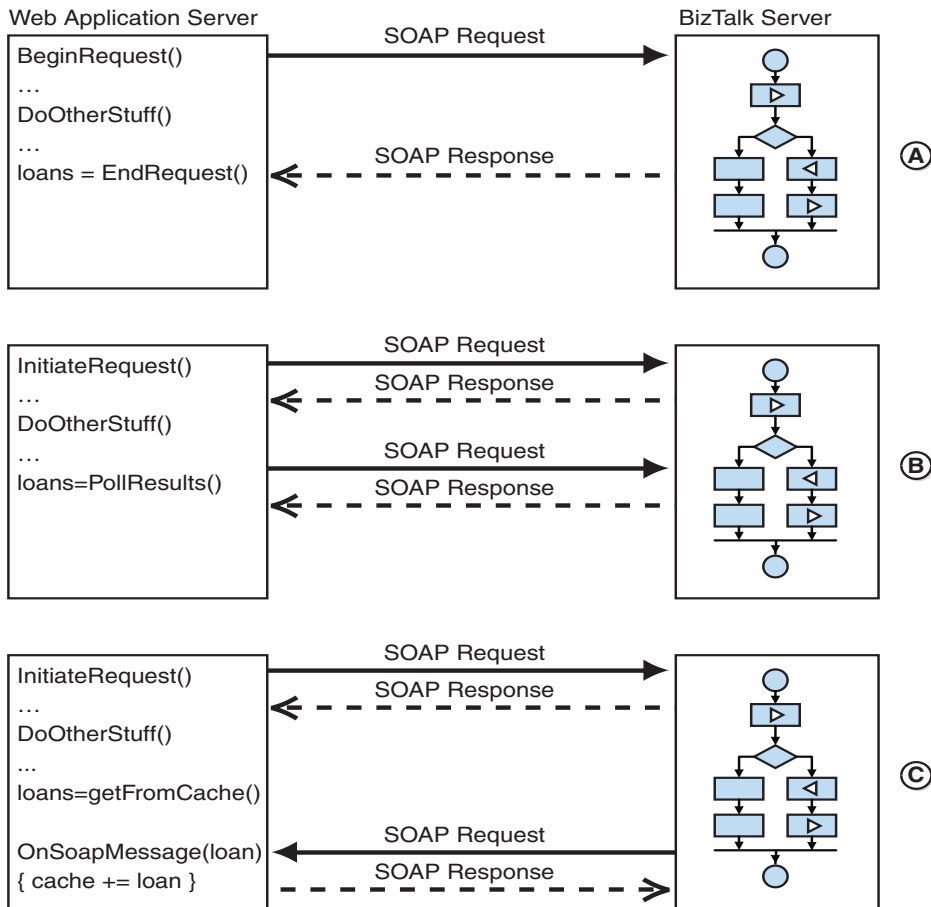 Web Application Server
BizTalk Server
BeginRequest()
…
DoOtherStuff()
…
loans = EndRequest()
SOAP Request
SOAP Response
A
InitiateRequest()
…
DoOtherStuff()
…
loans=PollResults()
SOAP Request
SOAP Response
SOAP Request
SOAP Response
B
InitiateRequest()
…
DoOtherStuff()
...
loans=getFromCache()
OnSoapMessage(loan)
{ cache += loan }
SOAP Request
SOAP Response
SOAP Request
SOAP Response
C